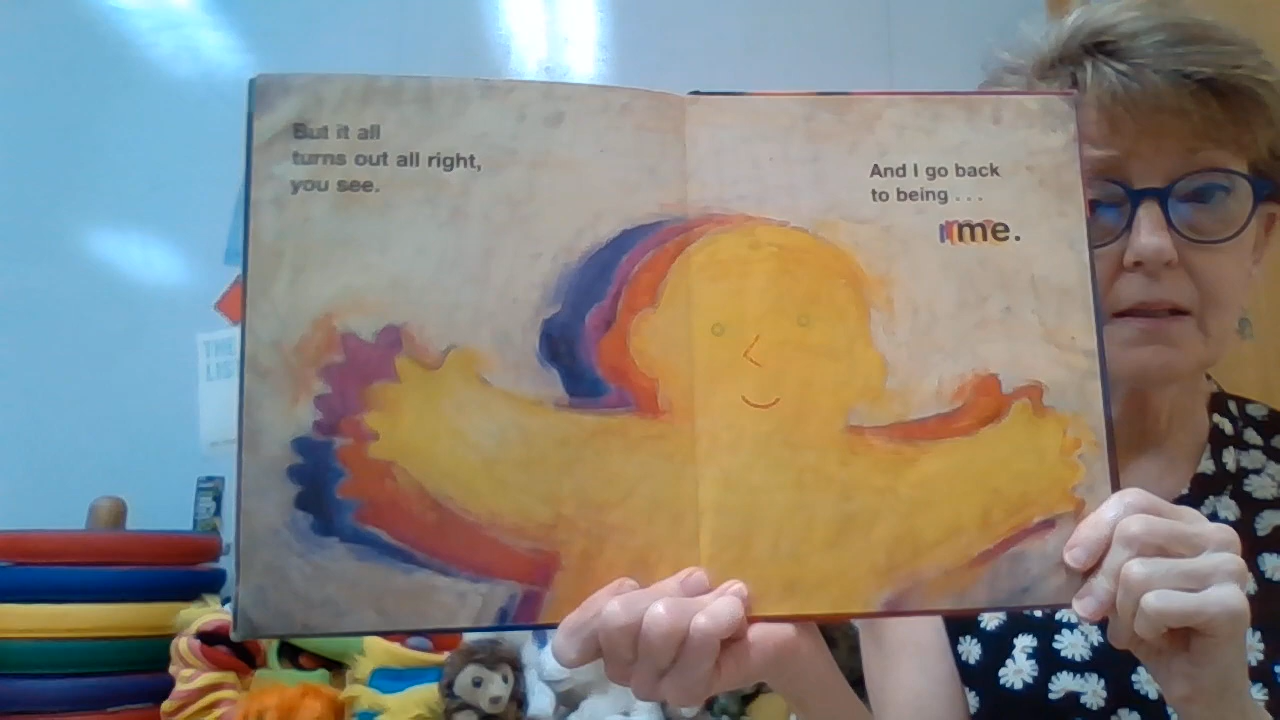 But it all
turns out all right,
you see.
And I go back
to being . . .
me.